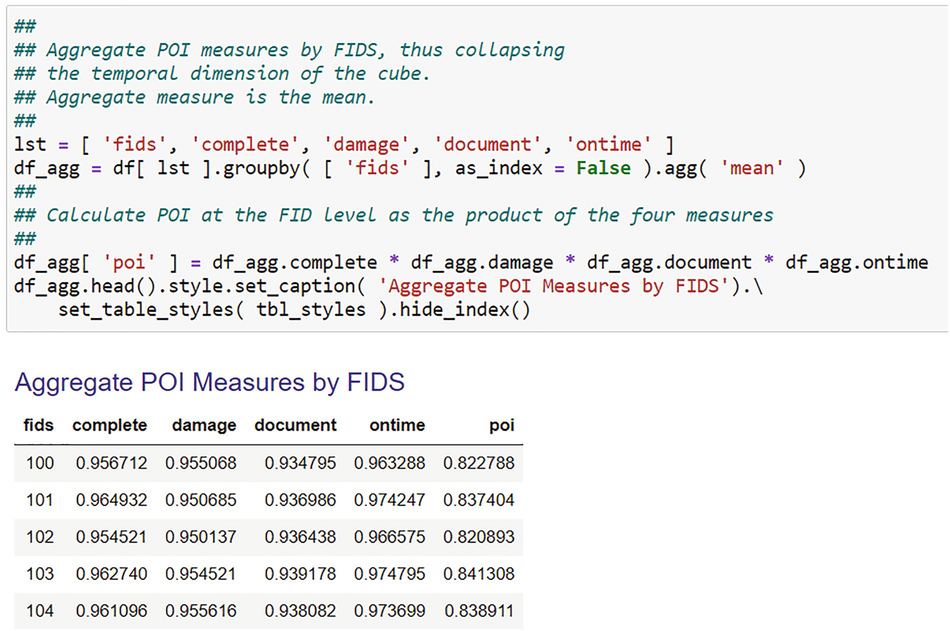 ##
## Aggregate POI measures by FIDS, thus collapsing
## the temporal dimension of the cube.
## Aggregate measure is the mean.
##
lst = [ 'fids', 'complete', 'damage', 'document', 'ontime' ]
df_agg = df[ lst ].groupby( [ 'fids' ], as_index = False ).agg( 'mean' )
##
## Calculate POI at the FID level as the product of the four measures
##
df_agg[ 'poi' ] = df_agg.complete * df_agg.damage * df_agg.document * df_agg.ontime
df_agg.head().style.set_caption( 'Aggregate POI Measures by FIDS').\
    set_table_styles( tbl_styles ).hide_index()
Aggregate POI Measures by FIDS
fids complete damage document ontime poi
100 0.956712 0.955068 0.934795 0.963288 0.822788
101 0.964932 0.950685 0.936986 0.974247 0.837404
102 0.954521 0.950137 0.936438 0.966575 0.820893
103 0.962740 0.954521 0.939178 0.974795 0.841308
104 0.961096 0.955616 0.938082 0.973699 0.838911